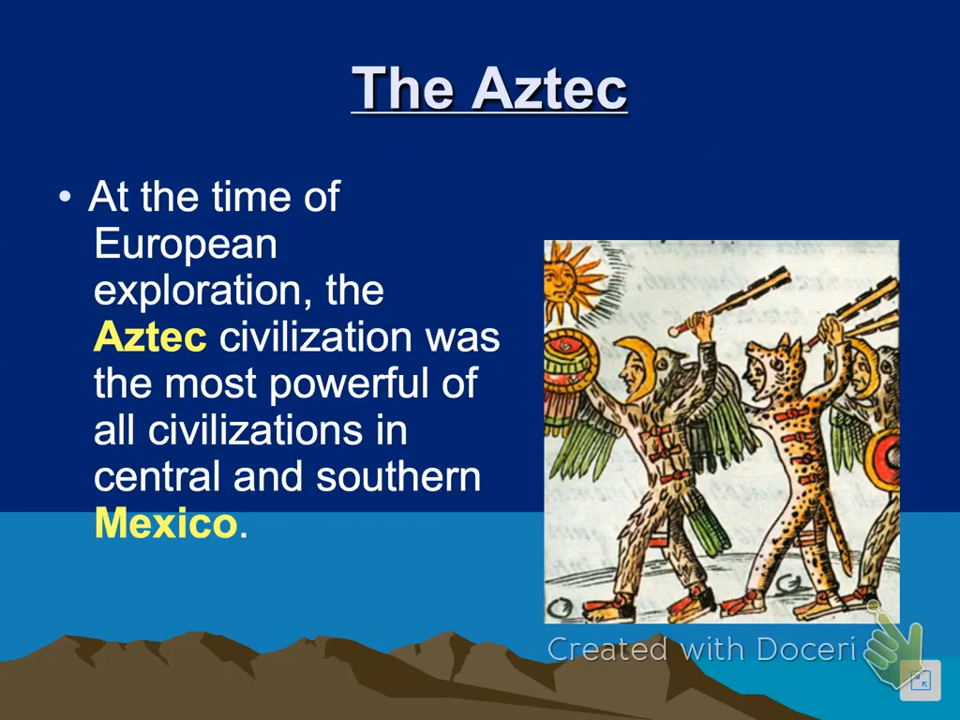 The Aztec
• At the time of
European
exploration, the
Aztec civilization was
the most powerful of
all civilizations in
central and southern
Mexico.
Created with Doceri